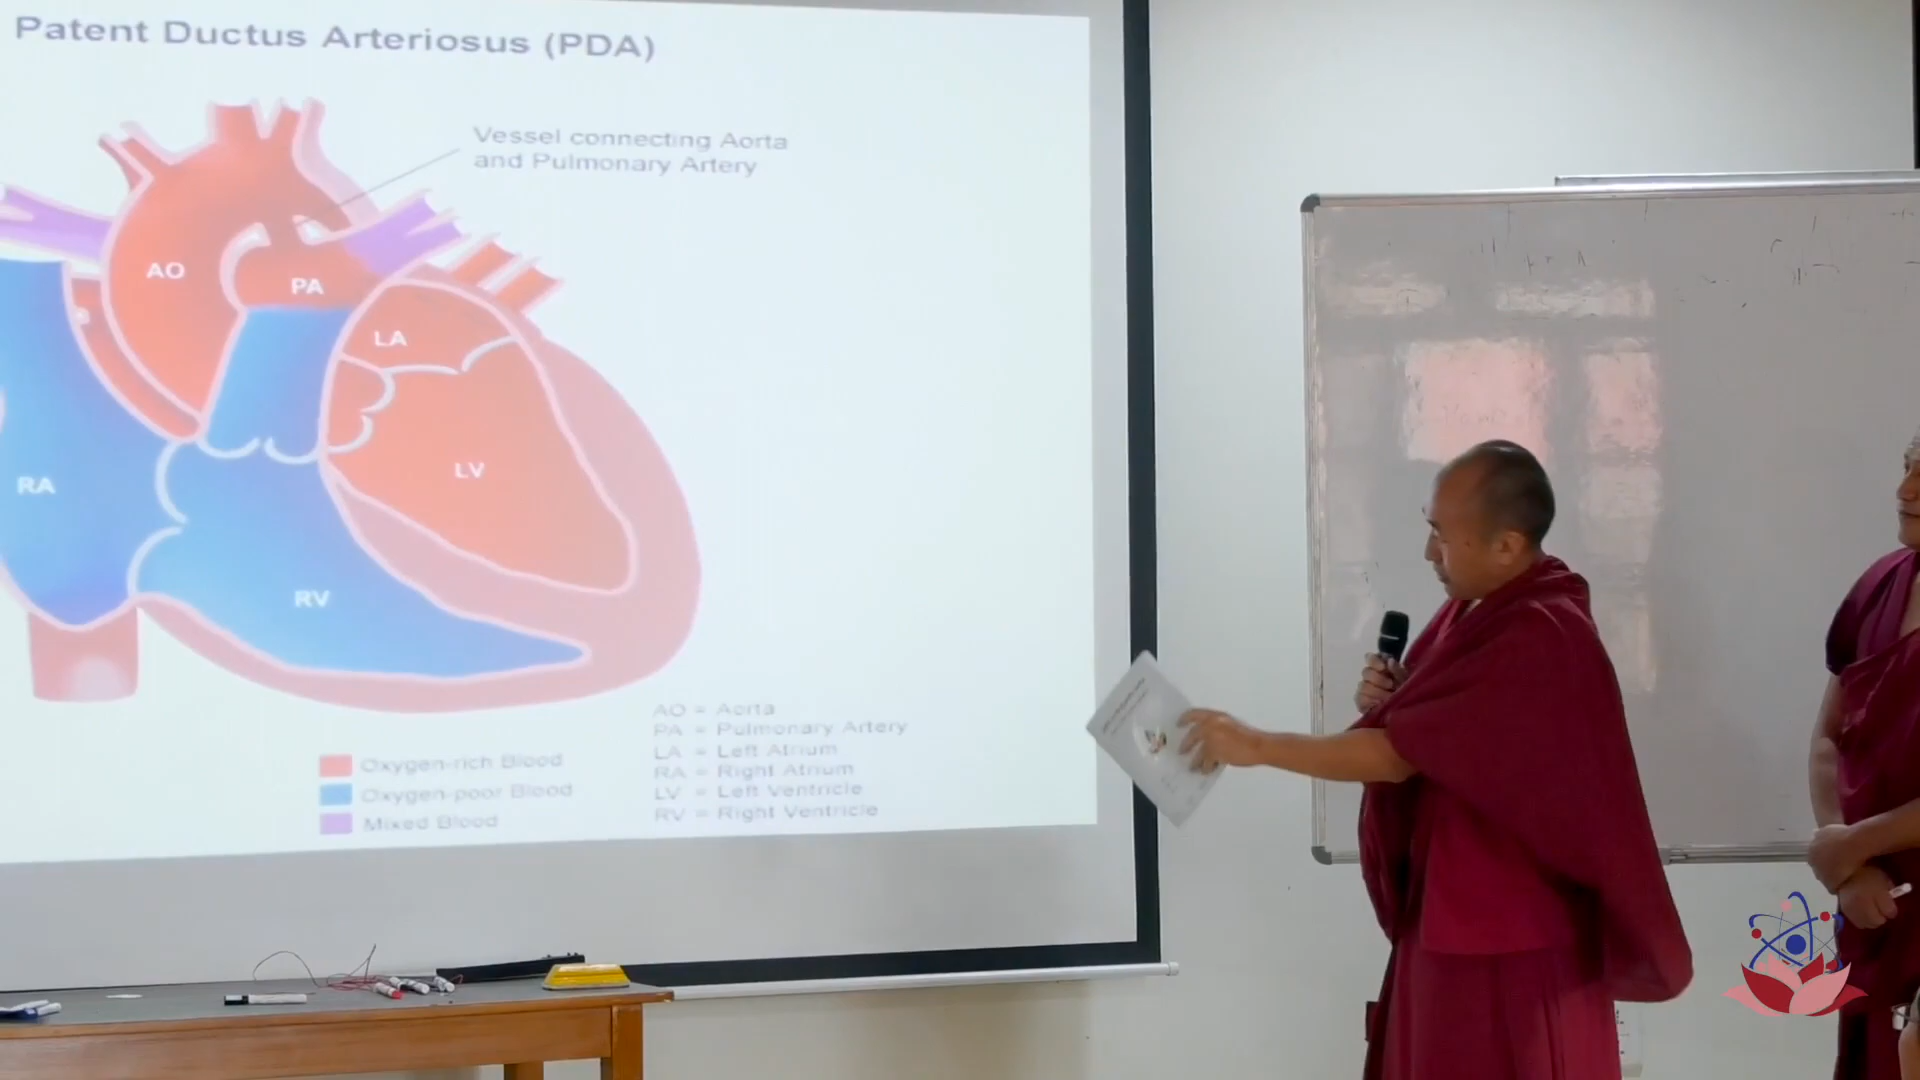 Patent Ductus Arteriosus (PDA)
Vessel connecting Aorta
and Pulmonary Artery
AO
PA
LA
LV
RA
RV
AO = Aorta
PA = Pulmonary Artery
LA = Left Atrium
RA = Right Atrium
LV = Left Ventricle
RV = Right Ventricle
Oxygen-rich Blood
Oxygen-poor Blood
Mixed Blood